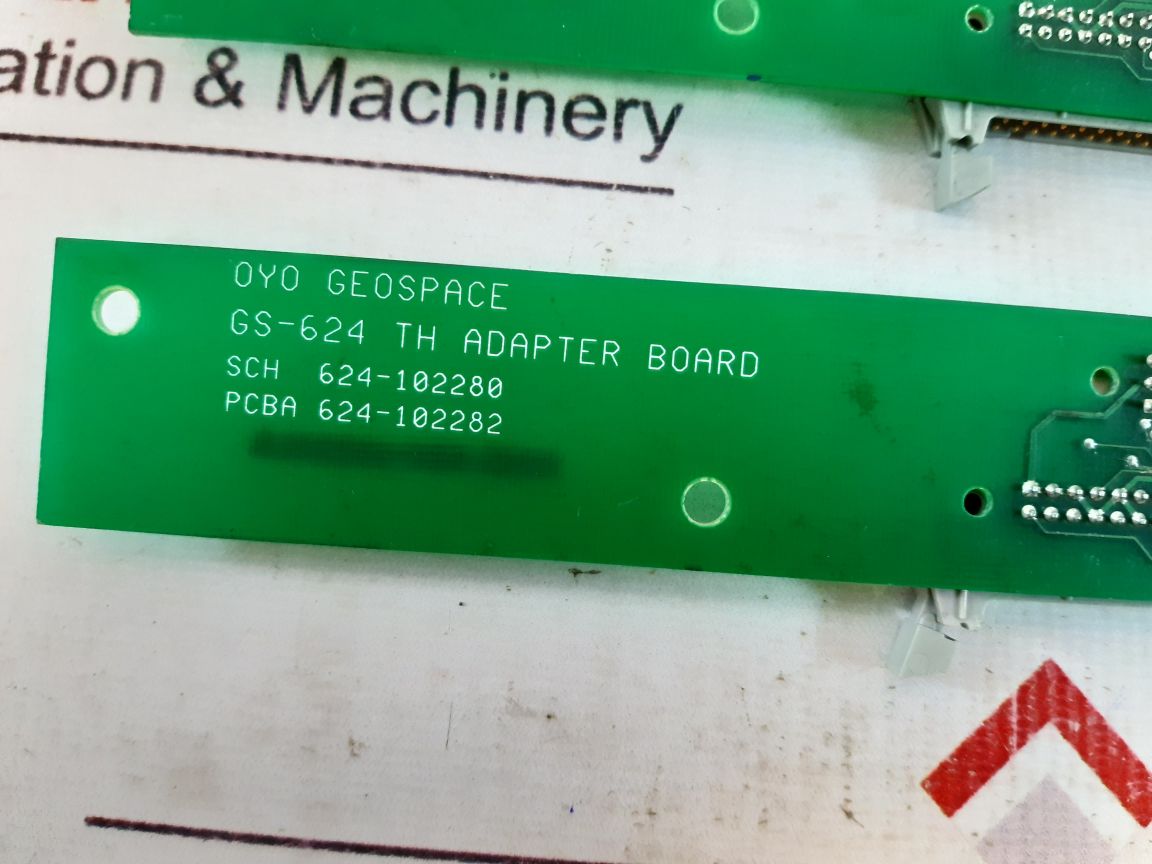 ation & Machinery
OYO GEOSPACE
GS-624 TH ADAPTER BOARD
SCH 624-102280
PCBA 624-102282